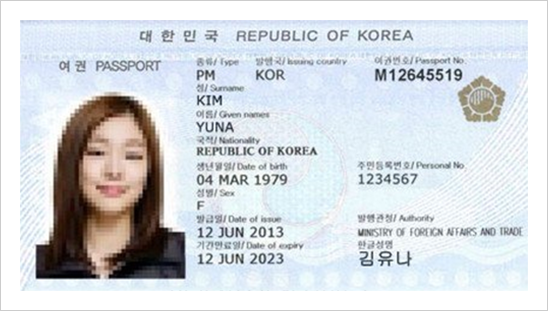 대 한 민 국 REPUBLIC OF KOREA
여 권 PASSPORT
종류/ Type 발행국/ Issuing country 여권번호/ Passport No.
PM KOR M12645519
성/ Surname
KIM
이름/ Given names
YUNA
국적/ Nationality
REPUBLIC OF KOREA
생년월일/ Date of birth 주민등록번호/ Personal No.
04 MAR 1979 1234567
성별/ Sex
F
발급일/ Date of issue 발행관청/ Authority
12 JUN 2013 MINISTRY OF FOREIGN AFFAIRS AND TRADE
기간만료일/ Date of expiry 한글성명
12 JUN 2023 김유나